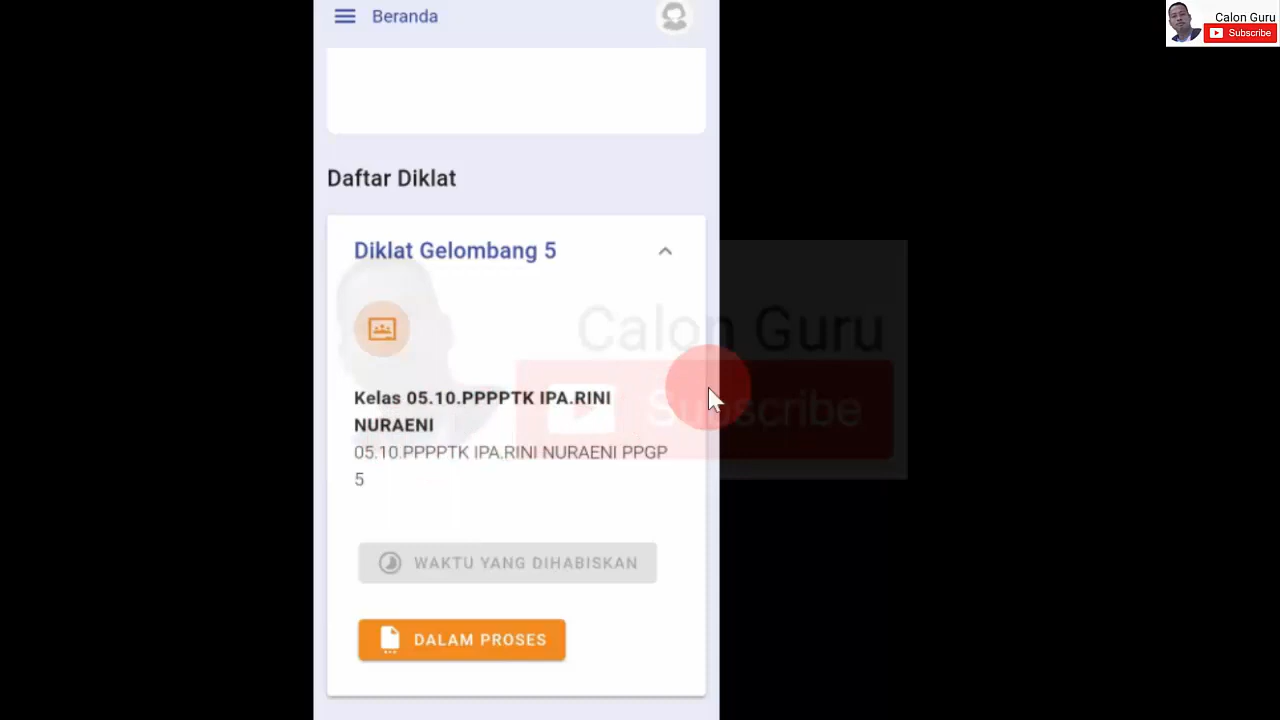 Beranda
Calon Guru
Subscribe
Daftar Diklat
Diklat Gelombang 5
Calon Guru
Subscribe
Kelas 05.10.PPPPTK IPA.RINI
NURAENI
05.10.PPPPTK IPA.RINI NURAENI PPGP
5
WAKTU YANG DIHABISKAN
DALAM PROSES